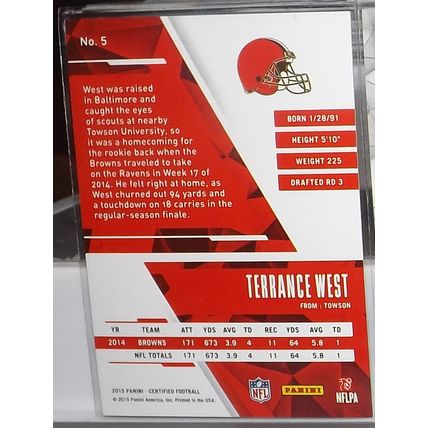 No. 5
West was raised
in Baltimore and
caught the eyes
of scouts at nearby
Towson University, so
it was a homecoming for
the rookie back when the
Browns traveled to take
on the Ravens in Week 17 of
2014. He felt right at home, as
West churned out 94 yards and
a touchdown on 18 carries in the
regular-season finale.
BORN 1/28/91
HEIGHT 5'10"
WEIGHT 225
DRAFTED RD 3
TERRANCE WEST
FROM : TOWSON
YR TEAM ATT YDS AVG TD REC YDS AVG TD
2014 BROWNS 171 673 3.9 4 11 64 5.8 1
NFL TOTALS 171 673 3.9 4 11 64 5.8 1
2015 PANINI - CERTIFIED FOOTBALL
© 2015 Panini America, Inc. Printed in the USA.
NFL
PANINI
NFLPA